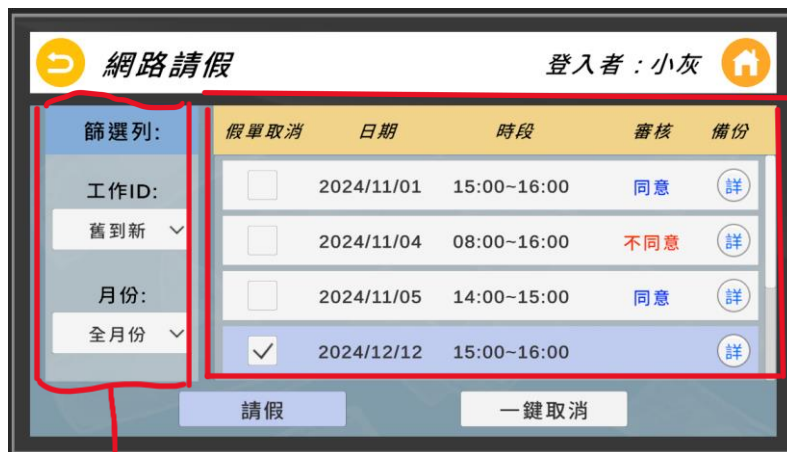 網路請假 登入者：小灰
篩選列:
工作ID:
舊到新
月份:
全月份
假單取消 日期 時段 審核 備份
2024/11/01 15:00~16:00 同意 詳
2024/11/04 08:00~16:00 不同意 詳
2024/11/05 14:00~15:00 同意 詳
2024/12/12 15:00~16:00 詳
請假 一鍵取消